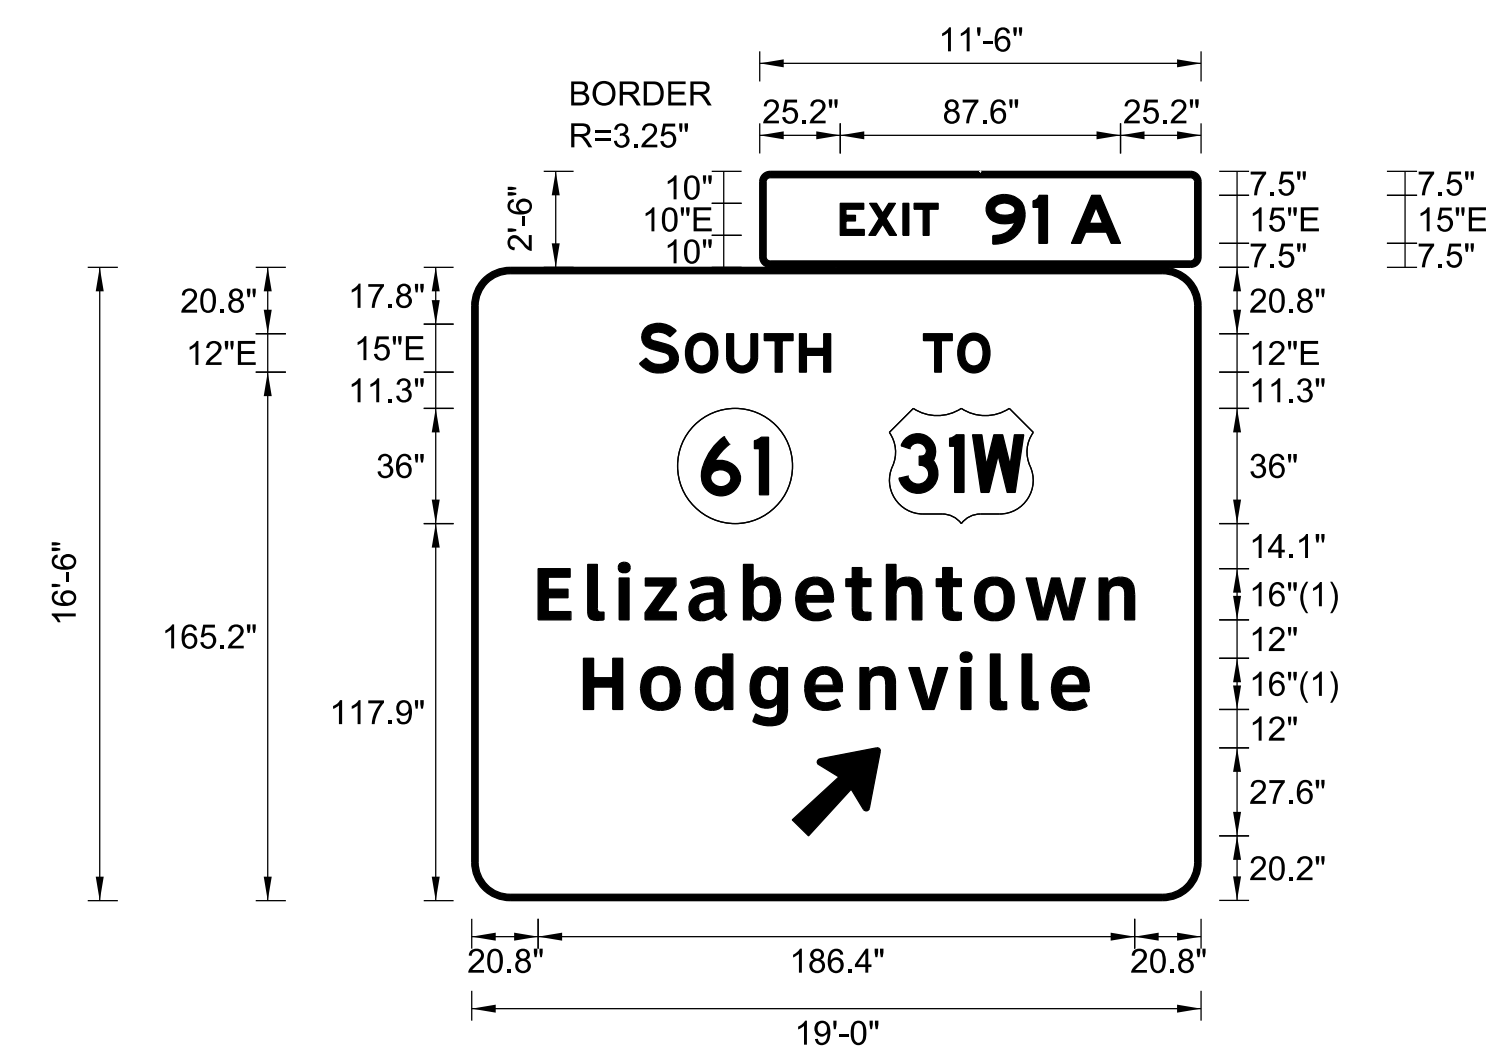 11'-6"
BORDER
R=3.25"
25.2" 87.6" 25.2"
2'-6"
10"
10"E
10"
EXIT 91 A
7.5"
15"E
7.5"
7.5"
15"E
7.5"
16'-6"
20.8"
12"E
165.2"
17.8"
15"E
11.3"
36"
117.9"
SOUTH TO
61 31W
Elizabethtown
Hodgenville
20.8"
12"E
11.3"
36"
14.1"
16"(1)
12"
16"(1)
12"
27.6"
20.2"
20.8" 186.4" 20.8"
19'-0"